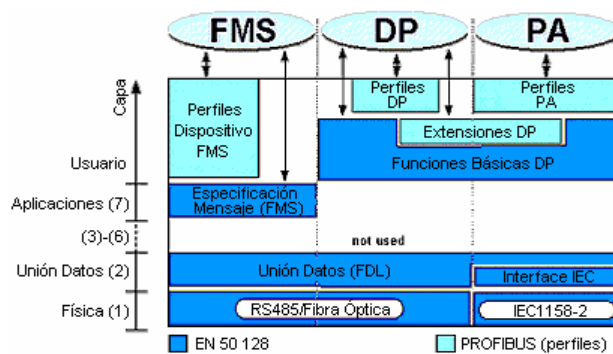 FMS DP PA
Capa
Perfiles
Dispositivo
FMS
Perfiles
DP
Perfiles
PA
Extensiones DP
Usuario
Funciones Básicas DP
Aplicaciones (7)
Especificación
Mensaje (FMS)
(3)-(6)
not used
Unión Datos (2)
Unión Datos (FDL)
Interface IEC
Física (1)
RS485/Fibra Óptica
IEC1158-2
EN 50 128
PROFIBUS (perfiles)